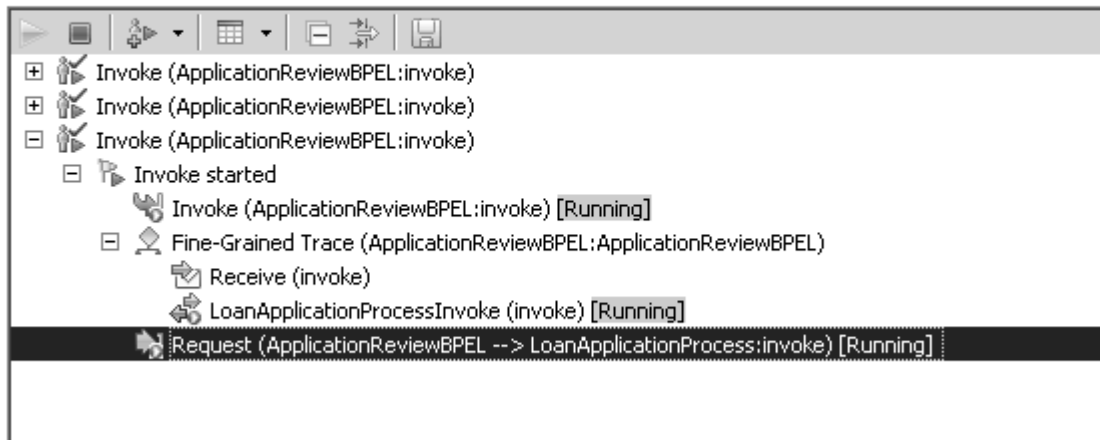 Invoke (ApplicationReviewBPEL:invoke)
Invoke (ApplicationReviewBPEL:invoke)
Invoke (ApplicationReviewBPEL:invoke)
Invoke started
Invoke (ApplicationReviewBPEL:invoke) [Running]
Fine-Grained Trace (ApplicationReviewBPEL:ApplicationReviewBPEL)
Receive (invoke)
LoanApplicationProcessInvoke (invoke) [Running]
Request (ApplicationReviewBPEL --> LoanApplicationProcess:invoke) [Running]